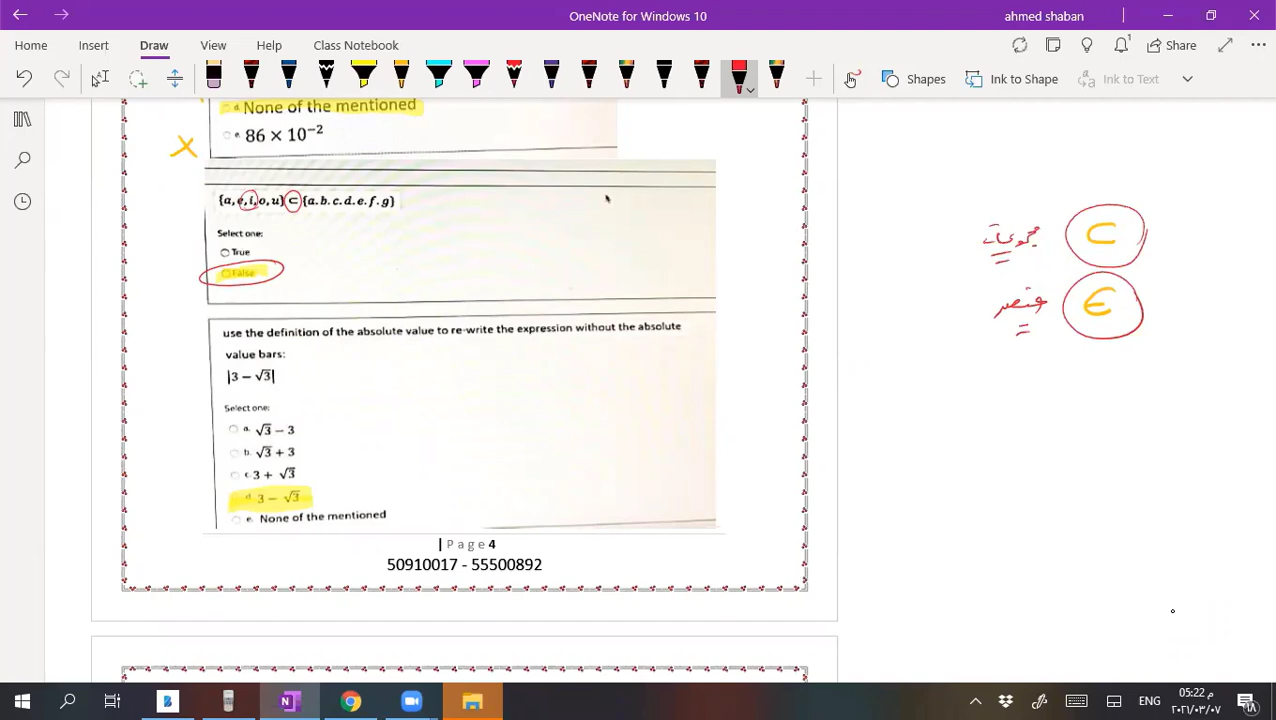 OneNote for Windows 10
ahmed shaban
Home Insert Draw View Help Class Notebook
Share
Shapes
Ink to Shape
Ink to Text
d. None of the mentioned
e. 86 × 10⁻²
X
{a,e,i,o,u} ⊂ {a.b.c.d.e.f.g}
Select one:
True
False
⊂ مجموعات
∈ عنصر
use the definition of the absolute value to re-write the expression without the absolute
value bars:
|3 − √3|
Select one:
a. √3 − 3
b. √3 + 3
c. 3 + √3
d. 3 − √3
e. None of the mentioned
| Page 4
50910017 - 55500892
ENG
05:22 م
٢٠٢١/٠٣/٠٧